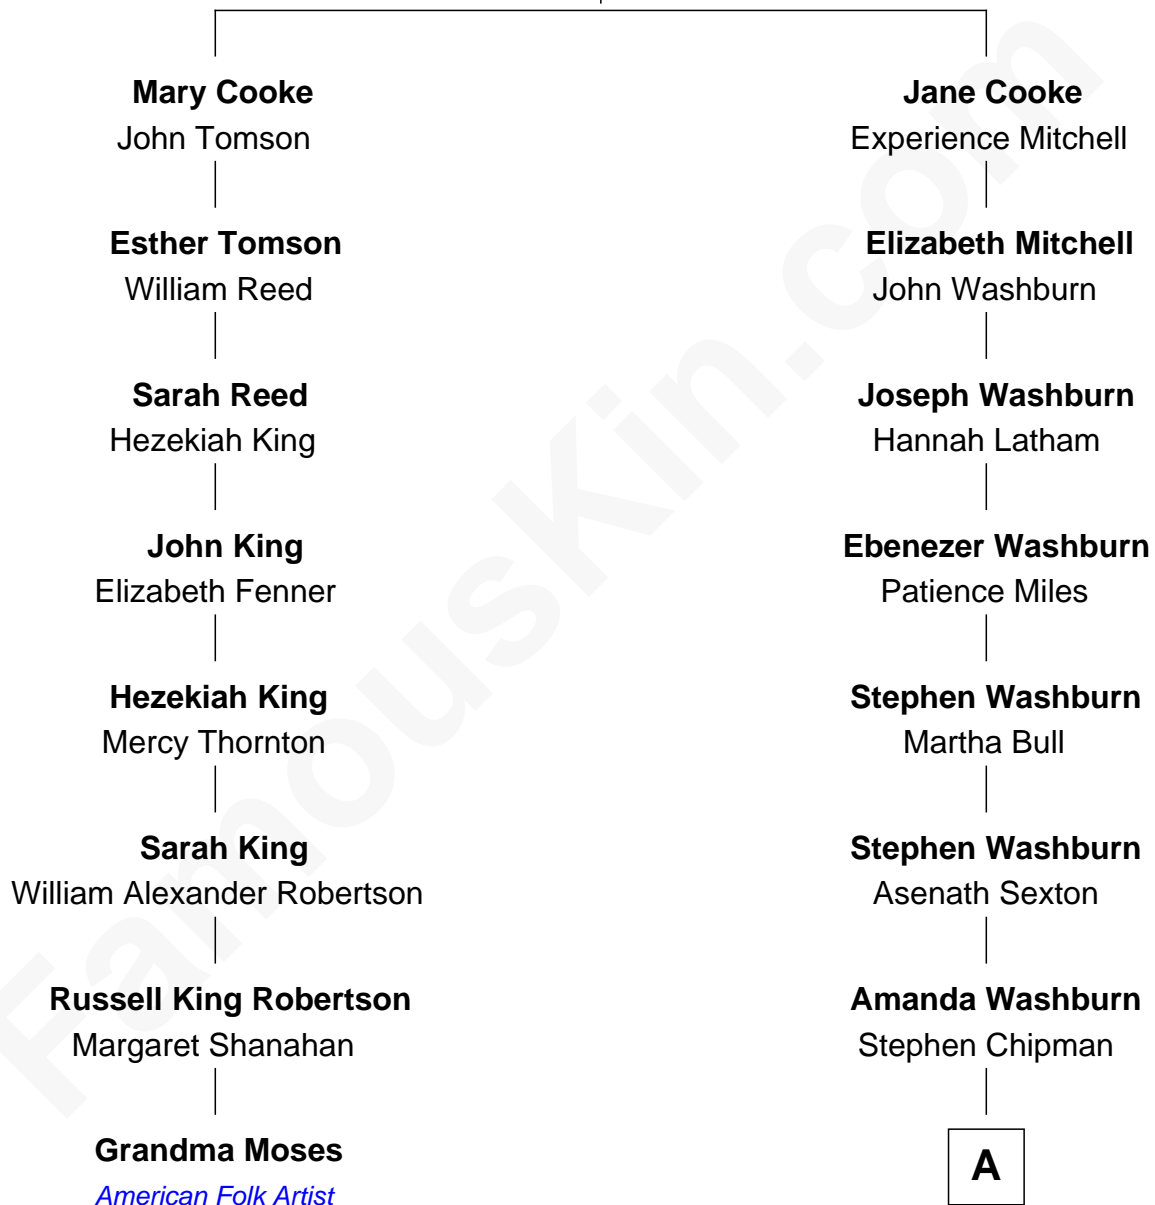 Mary Cooke
John Tomson
Esther Tomson
William Reed
Sarah Reed
Hezekiah King
John King
Elizabeth Fenner
Hezekiah King
Mercy Thornton
Sarah King
William Alexander Robertson
Russell King Robertson
Margaret Shanahan
Grandma Moses
American Folk Artist
Jane Cooke
Experience Mitchell
Elizabeth Mitchell
John Washburn
Joseph Washburn
Hannah Latham
Ebenezer Washburn
Patience Miles
Stephen Washburn
Martha Bull
Stephen Washburn
Asenath Sexton
Amanda Washburn
Stephen Chipman
A
FamousKin.com